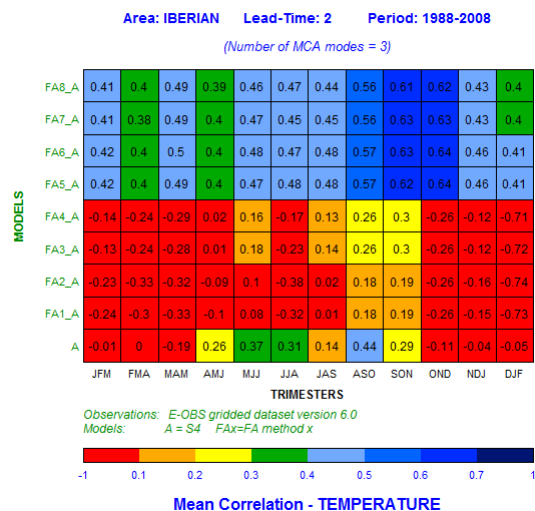 Area: IBERIAN Lead-Time: 2 Period: 1988-2008
(Number of MCA modes = 3)
MODELS
FA8_A 0.41 0.4 0.49 0.39 0.46 0.47 0.44 0.56 0.61 0.62 0.43 0.4
FA7_A 0.42 0.38 0.49 0.4 0.47 0.45 0.45 0.56 0.63 0.63 0.43 0.4
FA6_A 0.42 0.4 0.5 0.4 0.48 0.47 0.48 0.57 0.63 0.64 0.46 0.41
FA5_A 0.42 0.4 0.49 0.4 0.47 0.48 0.48 0.57 0.62 0.64 0.46 0.41
FA4_A -0.14 -0.24 -0.29 0.02 0.16 -0.17 0.13 0.26 0.3 -0.26 -0.12 -0.71
FA3_A -0.13 -0.24 -0.28 0.01 0.18 -0.23 0.14 0.26 0.3 -0.26 -0.12 -0.72
FA2_A -0.23 -0.33 -0.32 -0.09 0.1 -0.38 0.02 0.18 0.19 -0.26 -0.16 -0.74
FA1_A -0.24 -0.3 -0.33 -0.1 0.08 -0.32 0.01 0.18 0.19 -0.26 -0.15 -0.73
A -0.01 0 -0.19 0.26 0.37 0.31 0.14 0.44 0.29 -0.11 -0.04 -0.05
JFM FMA MAM AMJ MJJ JJA JAS ASO SON OND NDJ DJF
TRIMESTERS
Observations: E-OBS gridded dataset version 6.0
Models: A = S4 FAx=FA method x
-1 0.1 0.2 0.3 0.4 0.5 0.6 0.7 1
Mean Correlation - TEMPERATURE